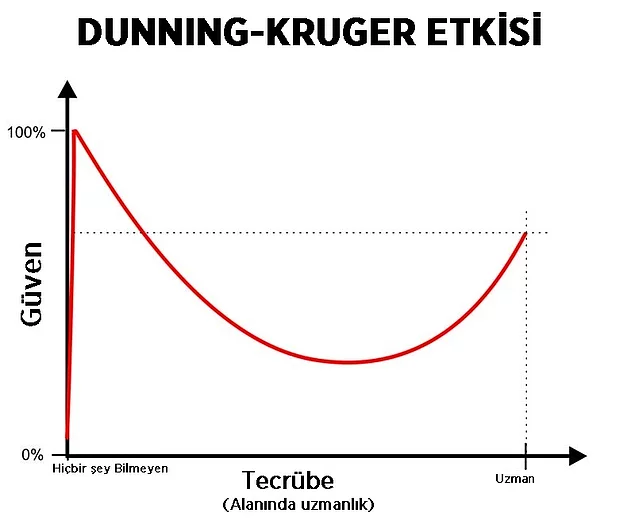 DUNNING-KRUGER ETKİSİ
100%
Güven
0%
Hiçbir şey Bilmeyen
Uzman
Tecrübe
(Alanında uzmanlık)